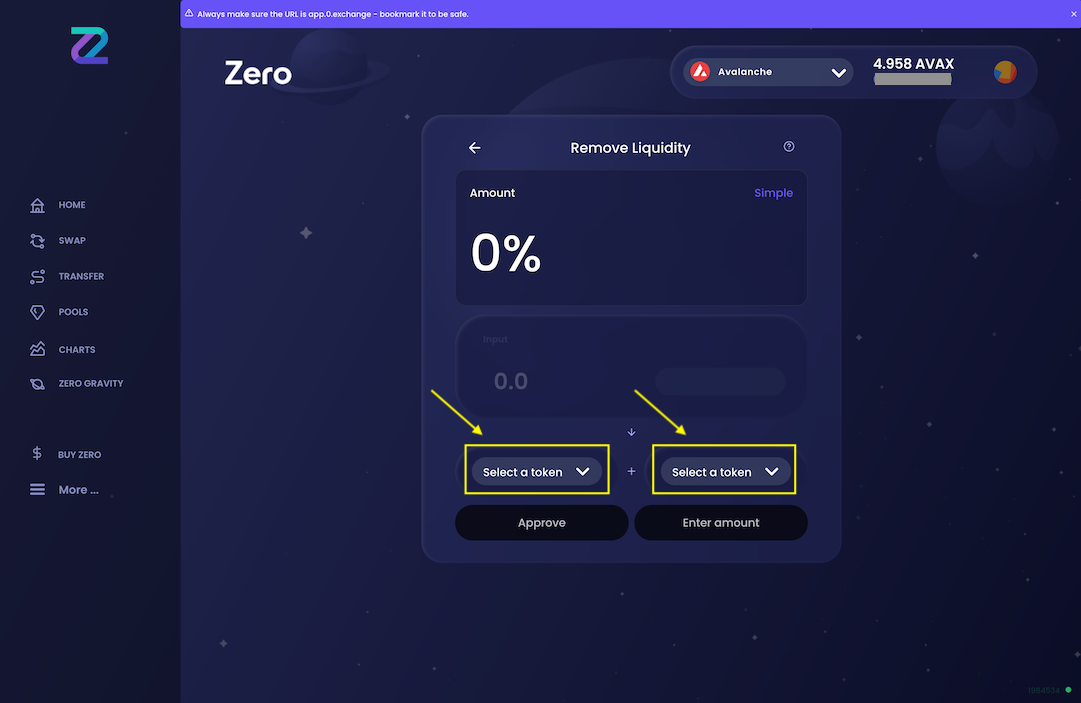 Always make sure the URL is app.0.exchange - bookmark it to be safe.
Zero
Avalanche
4.958 AVAX
Remove Liquidity
Amount
Simple
0%
HOME
SWAP
TRANSFER
POOLS
CHARTS
ZERO GRAVITY
BUY ZERO
More ...
Input
0.0
Select a token
+
Select a token
Approve
Enter amount